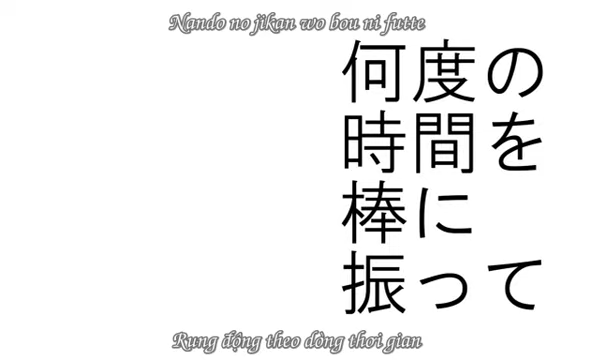 Nando no jikan wo bou ni futte
何度の
時間を
棒に
振って
Rung động theo dòng thơi gian